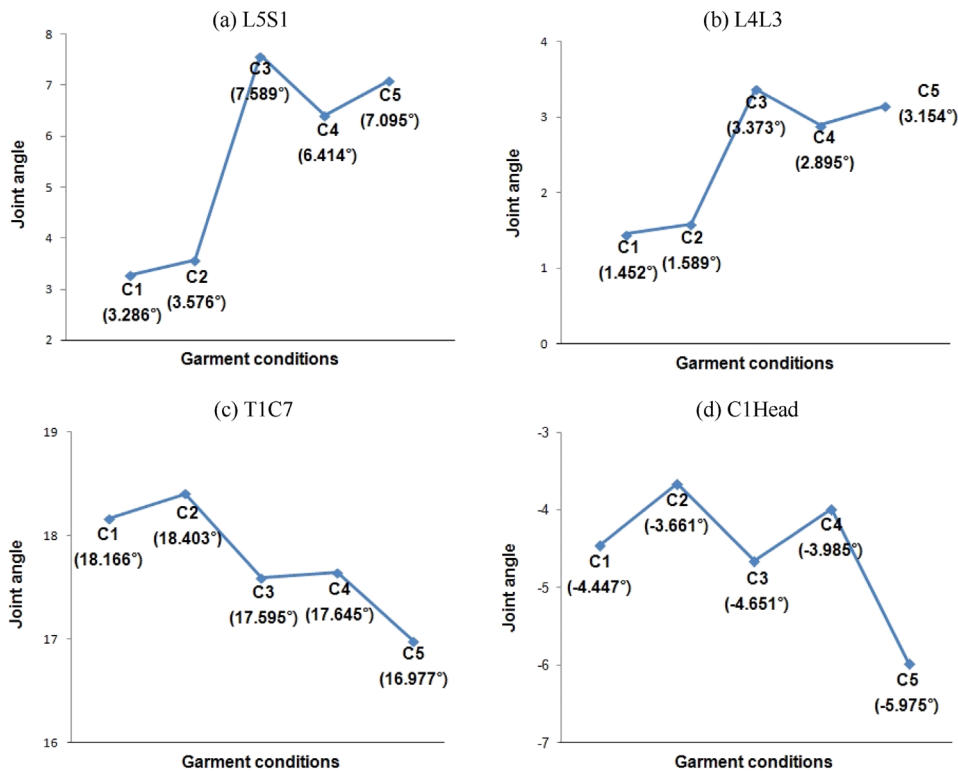 (a) L5S1
8
7
6
5
4
3
2
Joint angle
C1
(3.286°)
C2
(3.576°)
C3
(7.589°)
C4
(6.414°)
C5
(7.095°)
Garment conditions
(b) L4L3
4
3
2
1
0
Joint angle
C1
(1.452°)
C2
(1.589°)
C3
(3.373°)
C4
(2.895°)
C5
(3.154°)
Garment conditions
(c) T1C7
19
18
17
16
Joint angle
C1
(18.166°)
C2
(18.403°)
C3
(17.595°)
C4
(17.645°)
C5
(16.977°)
Garment conditions
(d) C1Head
-3
-4
-5
-6
-7
Joint angle
C1
(-4.447°)
C2
(-3.661°)
C3
(-4.651°)
C4
(-3.985°)
C5
(-5.975°)
Garment conditions